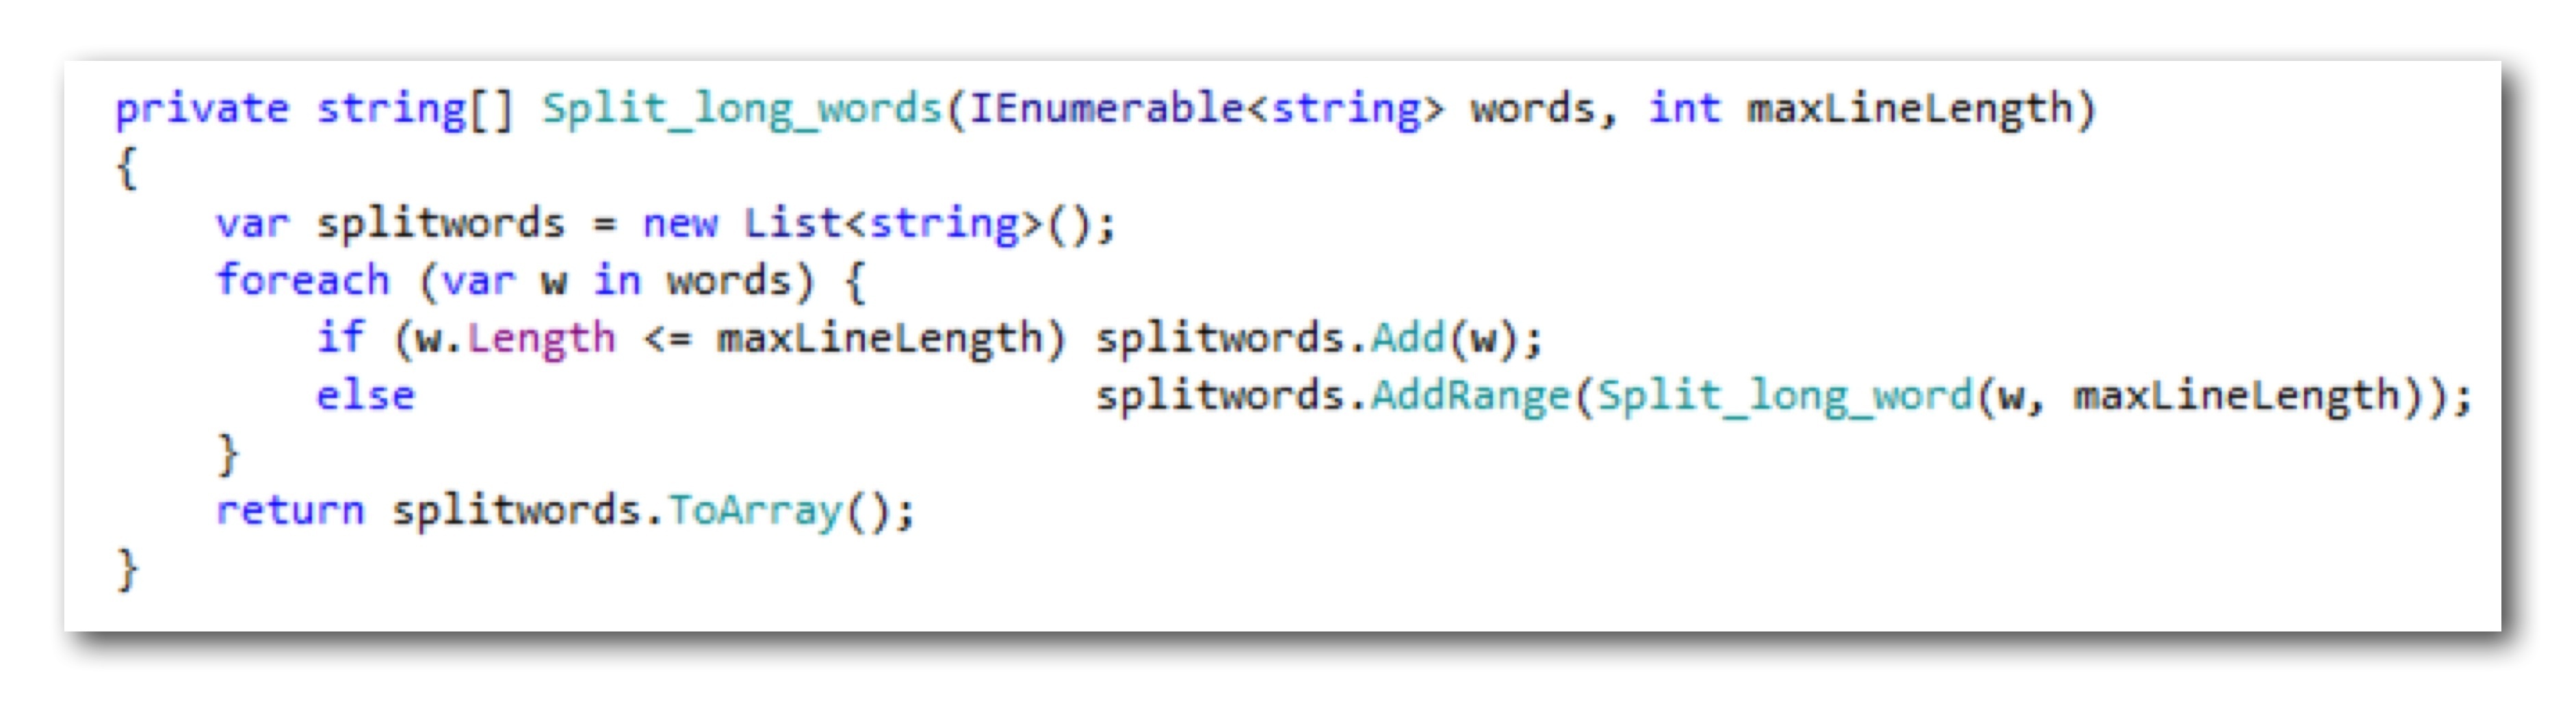 private string[] Split_long_words(IEnumerable<string> words, int maxLineLength)
{
    var splitwords = new List<string>();
    foreach (var w in words) {
        if (w.Length <= maxLineLength) splitwords.Add(w);
        else                           splitwords.AddRange(Split_long_word(w, maxLineLength));
    }
    return splitwords.ToArray();
}